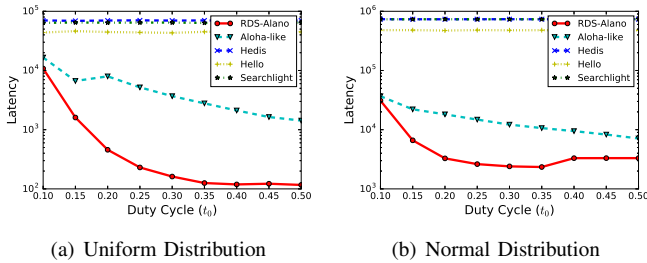 10^5
10^4
10^3
10^2
Latency
RDS-Alano
Aloha-like
Hedis
Hello
Searchlight
0.10 0.15 0.20 0.25 0.30 0.35 0.40 0.45 0.50
Duty Cycle (t_0)
(a) Uniform Distribution
10^6
10^5
10^4
10^3
Latency
RDS-Alano
Aloha-like
Hedis
Hello
Searchlight
0.10 0.15 0.20 0.25 0.30 0.35 0.40 0.45 0.50
Duty Cycle (t_0)
(b) Normal Distribution